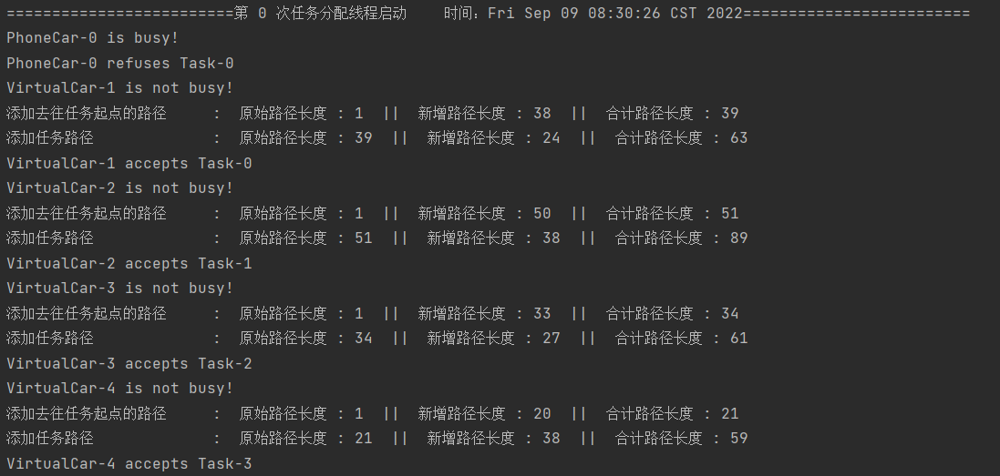 =========================第 0 次任务分配线程启动    时间：Fri Sep 09 08:30:26 CST 2022=========================
PhoneCar-0 is busy!
PhoneCar-0 refuses Task-0
VirtualCar-1 is not busy!
添加去往任务起点的路径     :  原始路径长度 : 1  ||  新增路径长度 : 38  ||  合计路径长度 : 39
添加任务路径             :  原始路径长度 : 39  ||  新增路径长度 : 24  ||  合计路径长度 : 63
VirtualCar-1 accepts Task-0
VirtualCar-2 is not busy!
添加去往任务起点的路径     :  原始路径长度 : 1  ||  新增路径长度 : 50  ||  合计路径长度 : 51
添加任务路径             :  原始路径长度 : 51  ||  新增路径长度 : 38  ||  合计路径长度 : 89
VirtualCar-2 accepts Task-1
VirtualCar-3 is not busy!
添加去往任务起点的路径     :  原始路径长度 : 1  ||  新增路径长度 : 33  ||  合计路径长度 : 34
添加任务路径             :  原始路径长度 : 34  ||  新增路径长度 : 27  ||  合计路径长度 : 61
VirtualCar-3 accepts Task-2
VirtualCar-4 is not busy!
添加去往任务起点的路径     :  原始路径长度 : 1  ||  新增路径长度 : 20  ||  合计路径长度 : 21
添加任务路径             :  原始路径长度 : 21  ||  新增路径长度 : 38  ||  合计路径长度 : 59
VirtualCar-4 accepts Task-3